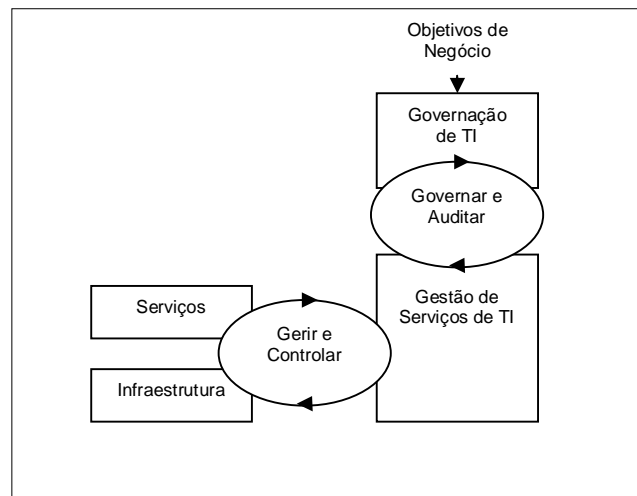 Objetivos de
Negócio
Governação
de TI
Governar e
Auditar
Gestão de
Serviços de TI
Serviços
Gerir e
Controlar
Infraestrutura